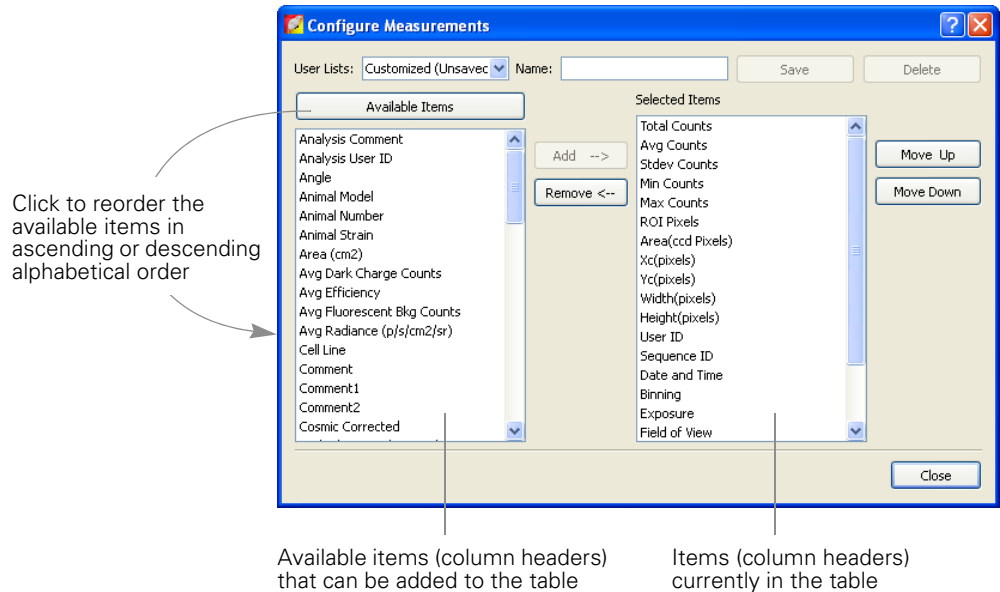 Configure Measurements
User Lists: Customized (Unsavec Name: Save Delete
Available Items
Selected Items
Analysis Comment
Analysis User ID
Angle
Animal Model
Animal Number
Animal Strain
Area (cm2)
Avg Dark Charge Counts
Avg Efficiency
Avg Fluorescent Bkg Counts
Avg Radiance (p/s/cm2/sr)
Cell Line
Comment
Comment1
Comment2
Cosmic Corrected
Add -->
Remove <--
Total Counts
Avg Counts
Stdev Counts
Min Counts
Max Counts
ROI Pixels
Area(ccd Pixels)
Xc(pixels)
Yc(pixels)
Width(pixels)
Height(pixels)
User ID
Sequence ID
Date and Time
Binning
Exposure
Field of View
Move Up
Move Down
Close
Click to reorder the
available items in
ascending or descending
alphabetical order
Available items (column headers)
that can be added to the table
Items (column headers)
currently in the table